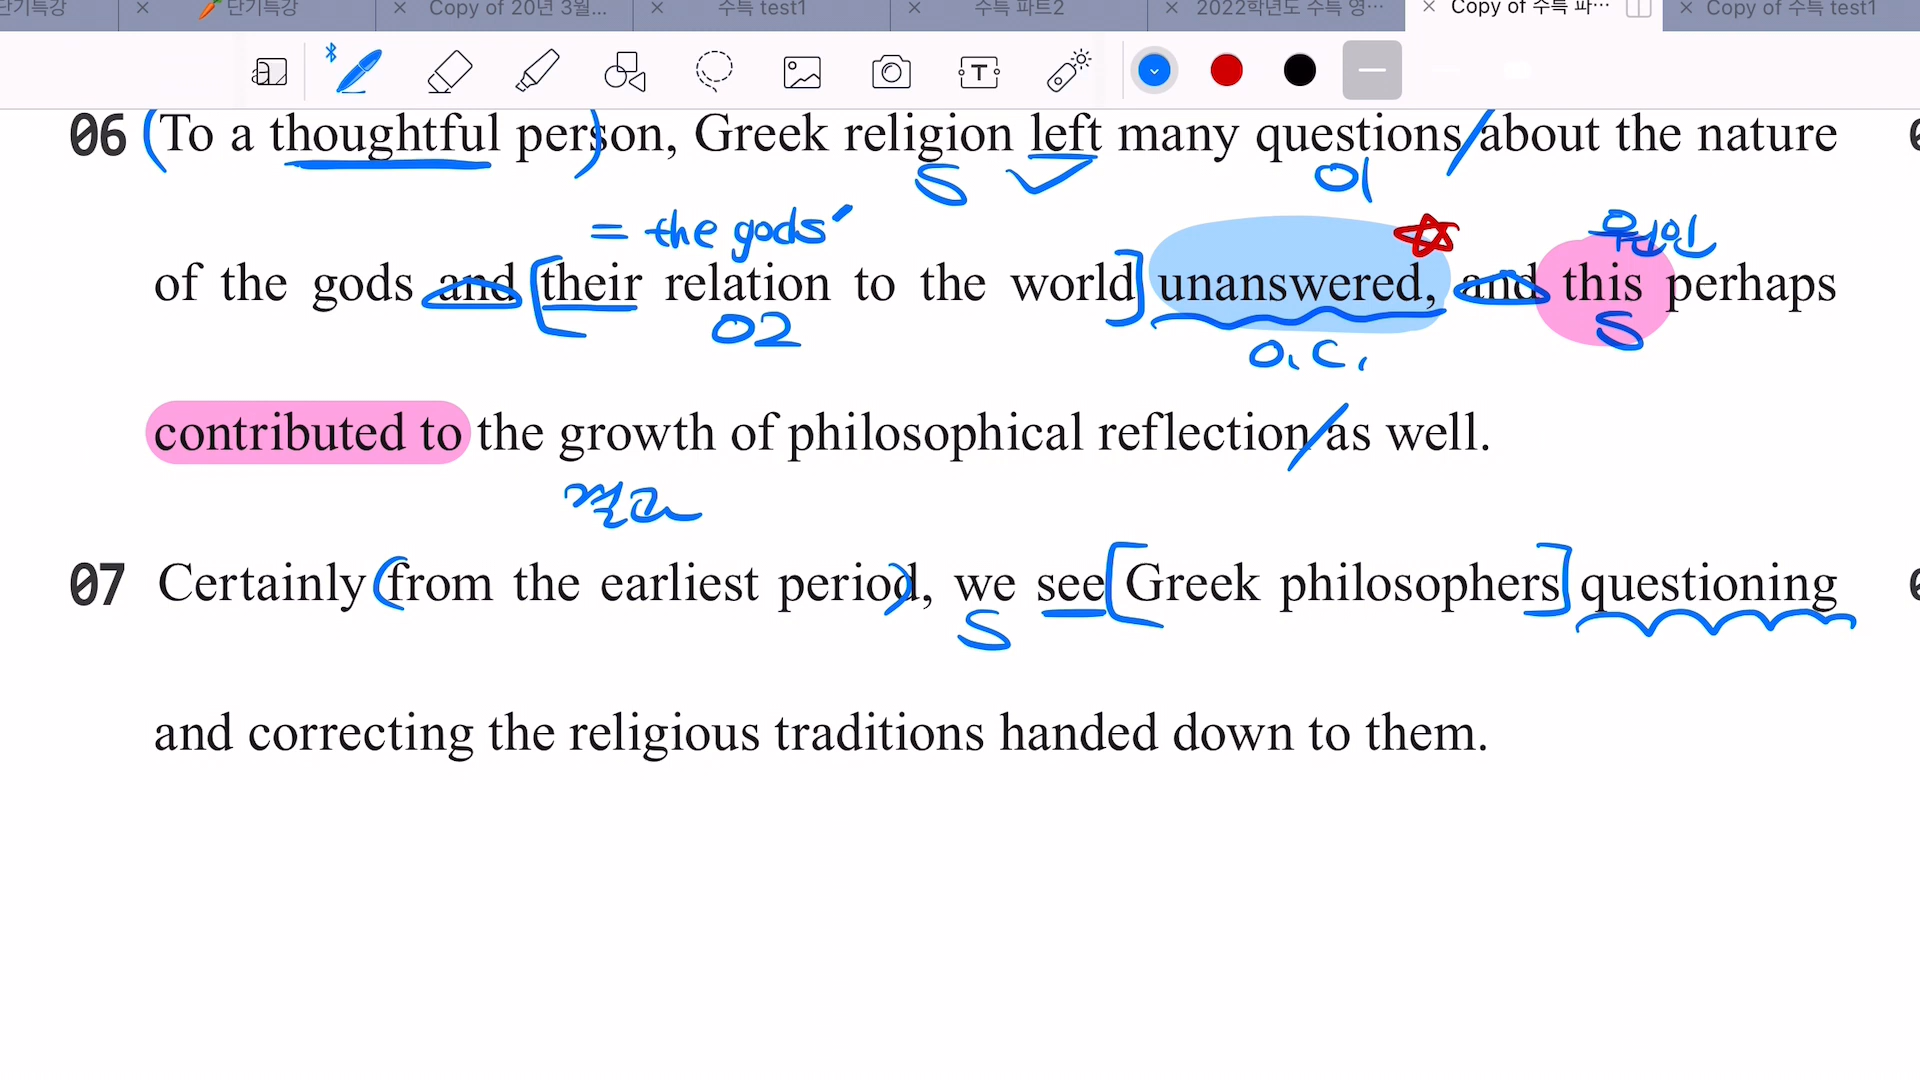 단기특강 × 🥕단기특강 × Copy of 20년 3월... × 수특 test1 × 수특 파트2 × 2022학년도 수특 영... × Copy of 수특 파... × Copy of 수특 test1
T
06 (To a thoughtful person), Greek religion left many questions / about the nature
S O1
= the gods' 원인
of the gods and [their relation to the world] unanswered, and this perhaps
O2 O.C. S
contributed to the growth of philosophical reflection / as well.
결과
07 Certainly (from the earliest period), we see [Greek philosophers] questioning
S
and correcting the religious traditions handed down to them.